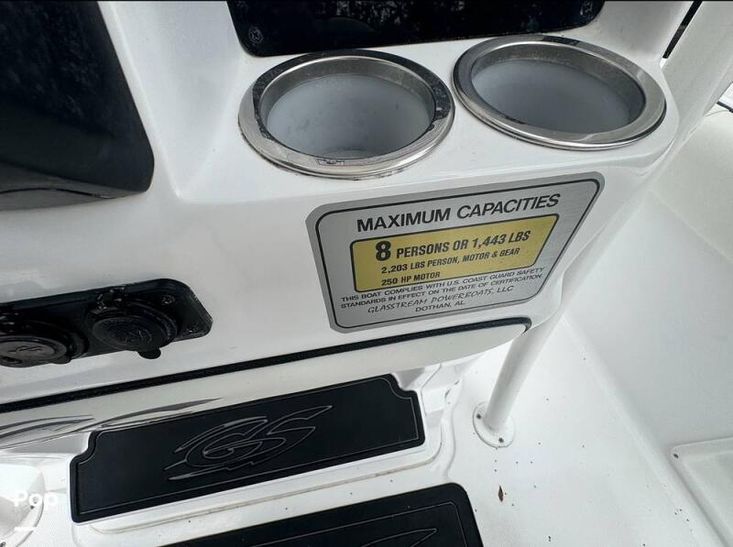 MAXIMUM CAPACITIES
8 PERSONS OR 1,443 LBS
2,203 LBS PERSON, MOTOR & GEAR
250 HP MOTOR
THIS BOAT COMPLIES WITH U.S. COAST GUARD SAFETY
STANDARDS IN EFFECT ON THE DATE OF CERTIFICATION.
GLASSTREAM POWERBOATS, LLC
DOTHAN, AL
GS
Pop